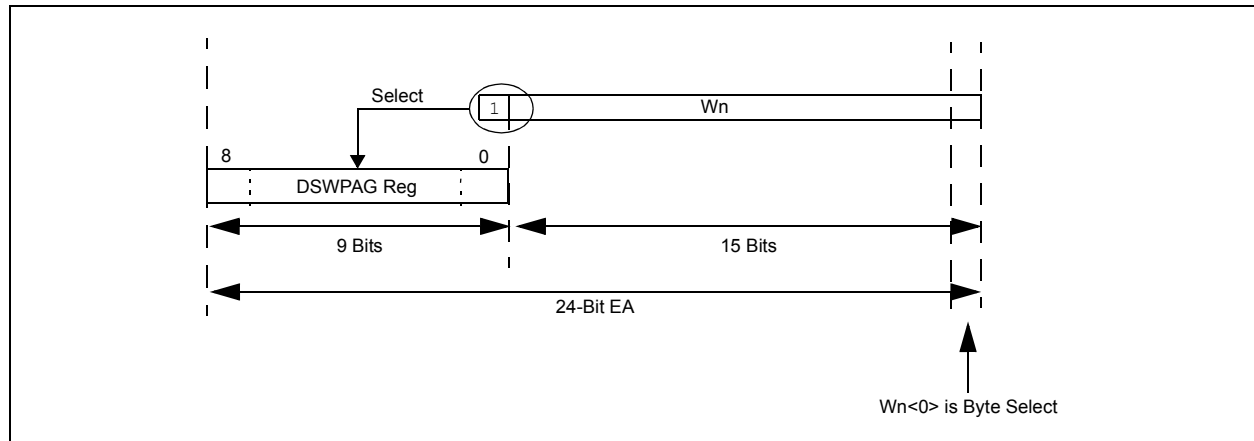 Select
1
Wn
8
0
DSWPAG Reg
9 Bits
15 Bits
24-Bit EA
Wn<0> is Byte Select